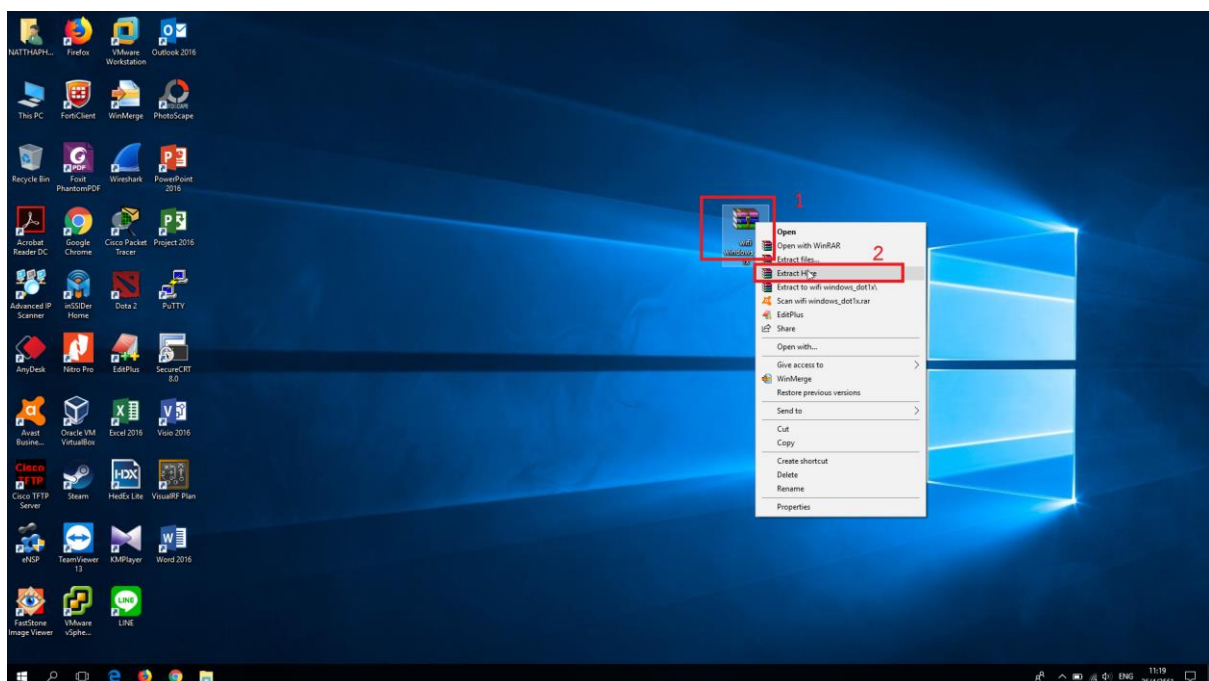 NATTHAPH...
Firefox
VMware
Workstation
Outlook 2016
This PC
FortiClient
WinMerge
PhotoScape
Recycle Bin
Foxit
PhantomPDF
Wireshark
PowerPoint
2016
Acrobat
Reader DC
Google
Chrome
Cisco Packet
Tracer
Project 2016
Advanced IP
Scanner
inSSIDer
Home
Dota 2
PuTTY
AnyDesk
Nitro Pro
EditPlus
SecureCRT
8.0
Avast
Busine...
Oracle VM
VirtualBox
Excel 2016
Visio 2016
Cisco TFTP
Server
Steam
HedEx Lite
VisualRF Plan
eNSP
TeamViewer
13
KMPlayer
Word 2016
FastStone
Image Viewer
VMware
vSphe...
LINE
1
wifi
Open
Open with WinRAR
Extract files...
2
Extract
Extract to wifi windows_dot1x\
Scan wifi windows_dot1x.rar
EditPlus
Share
Open with...
Give access to
WinMerge
Restore previous versions
Send to
Cut
Copy
Create shortcut
Delete
Rename
Properties
ENG
11:19